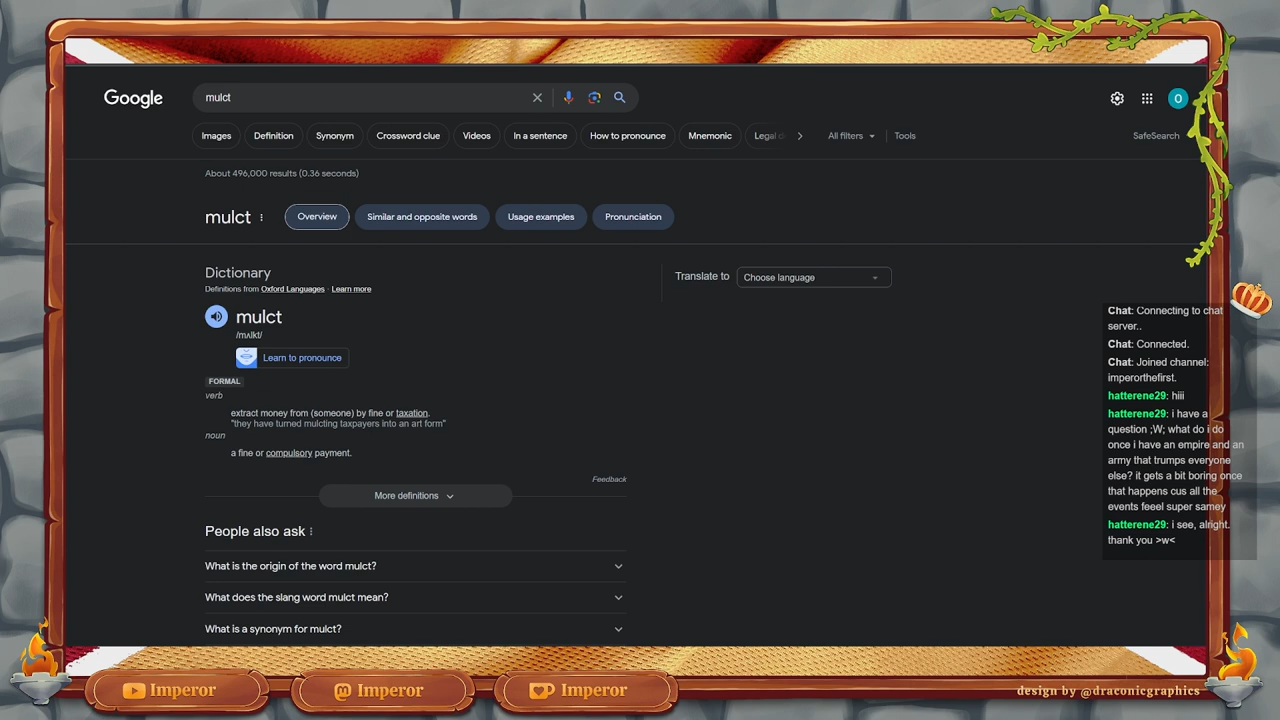 Google
mulct
O
Images
Definition
Synonym
Crossword clue
Videos
In a sentence
How to pronounce
Mnemonic
Legal
All filters
Tools
SafeSearch
About 496,000 results (0.36 seconds)
mulct
Overview
Similar and opposite words
Usage examples
Pronunciation
Dictionary
Definitions from Oxford Languages · Learn more
mulct
/mʌlkt/
Learn to pronounce
FORMAL
verb
extract money from (someone) by fine or taxation.
"they have turned mulcting taxpayers into an art form"
noun
a fine or compulsory payment.
Feedback
More definitions
People also ask
What is the origin of the word mulct?
What does the slang word mulct mean?
What is a synonym for mulct?
Translate to
Choose language
Chat: Connecting to chat
server..
Chat: Connected.
Chat: Joined channel:
imperorthefirst.
hatterene29: hiii
hatterene29: i have a
question ;W; what do i do
once i have an empire and an
army that trumps everyone
else? it gets a bit boring once
that happens cus all the
events feeel super samey
hatterene29: i see, alright.
thank you >w<
Imperor
Imperor
Imperor
design by @draconicgraphics